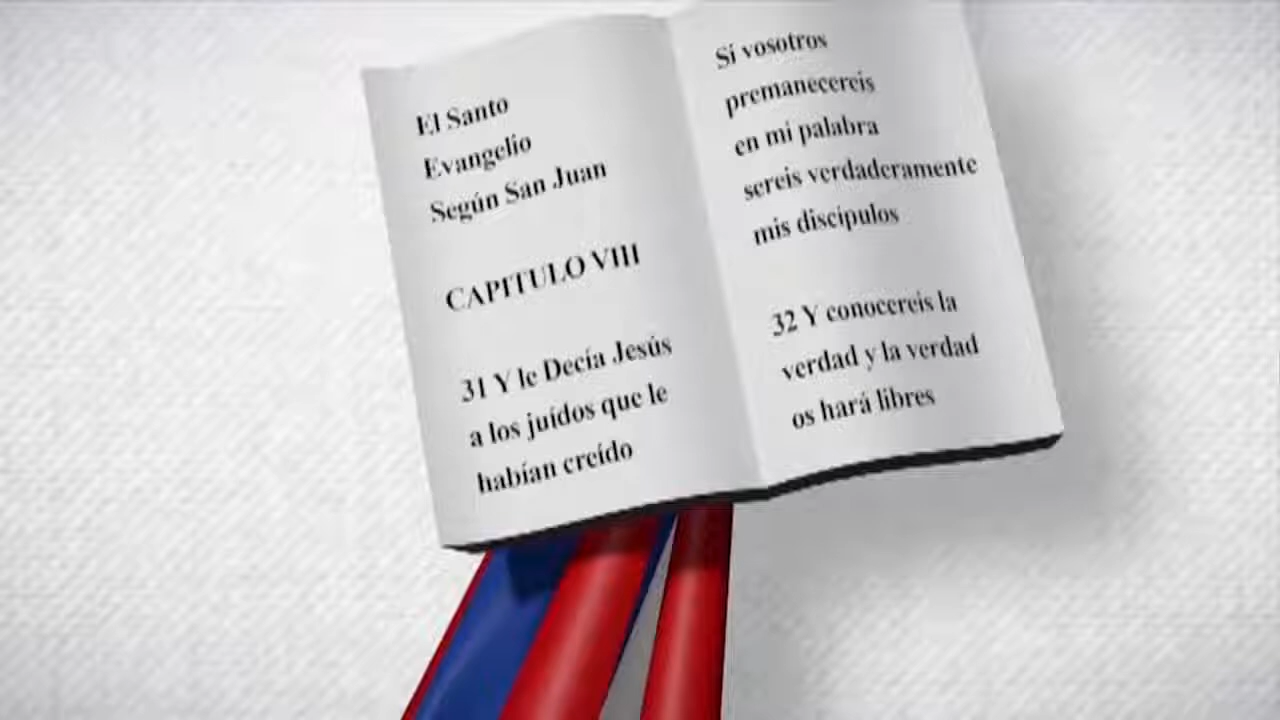 El Santo
Evangelio
Según San Juan
CAPITULO VIII
31 Y le Decía Jesús
a los juídos que le
habían creído
Si vosotros
premanecereis
en mi palabra
sereis verdaderamente
mis discipulos
32 Y conocereis la
verdad y la verdad
os hará libres